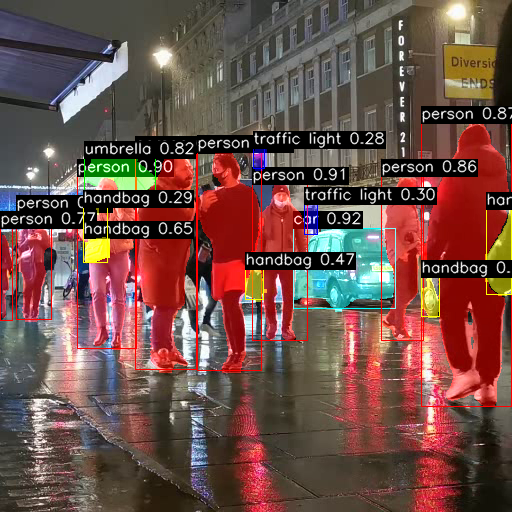 FOREVER 21
Diversion
ENDS
person 0.87
umbrella 0.82
person
traffic light 0.28
person 0.90
person 0.91
person 0.86
handbag 0.29
traffic light 0.30
person 0.77
car 0.92
handbag 0.65
handbag 0.47
handbag 0.